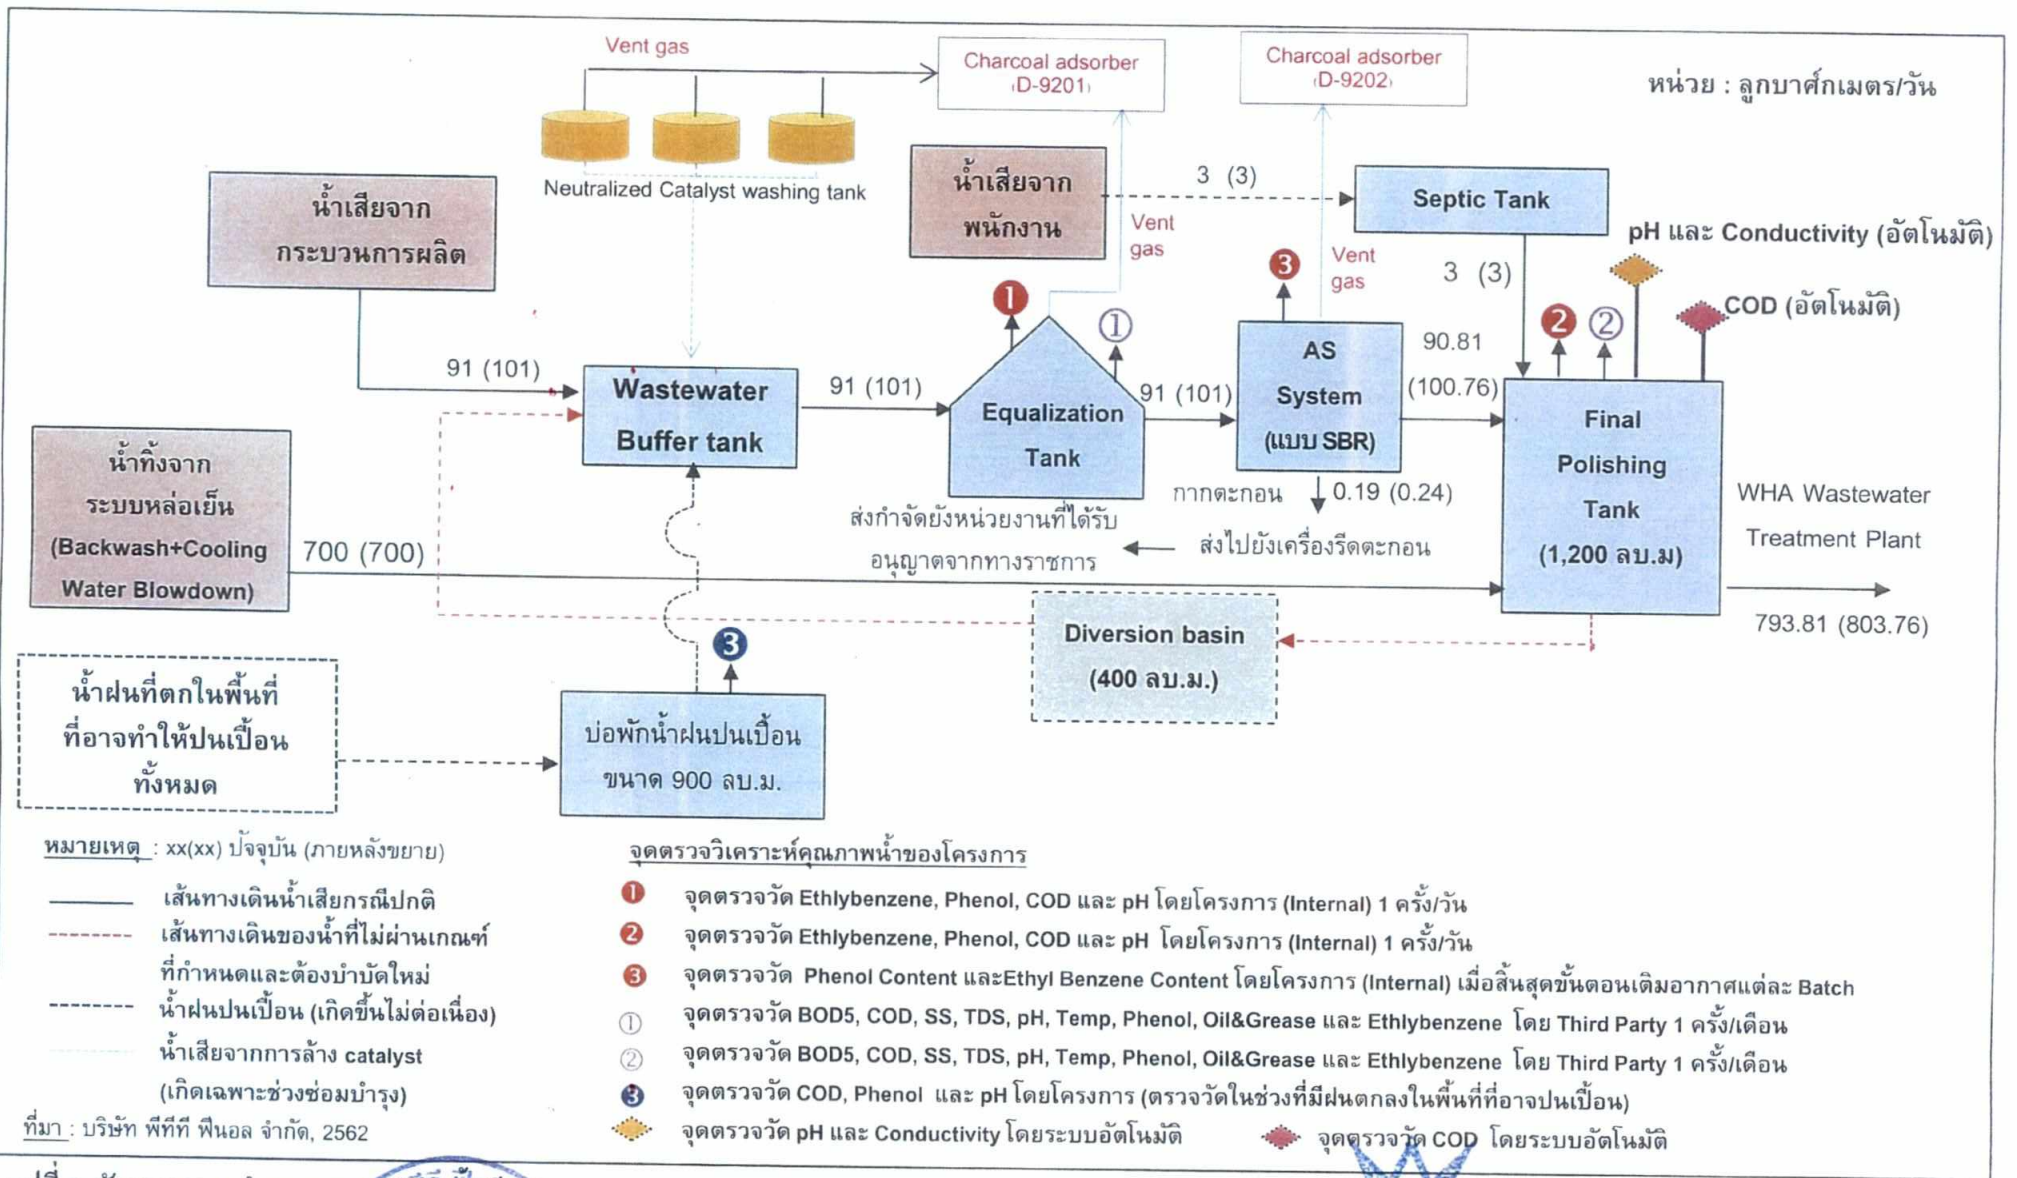 Vent gas
Charcoal adsorber
(D-9201)
Charcoal adsorber
(D-9202)
หน่วย : ลูกบาศ์กเมตร/วัน
Neutralized Catalyst washing tank
น้ำเสียจาก
กระบวนการผลิต
น้ำเสียจาก
พนักงาน
3 (3)
Septic Tank
Vent
gas
Vent
gas
3 (3)
pH และ Conductivity (อัตโนมัติ)
COD (อัตโนมัติ)
❶
①
❸
❷
②
91 (101)
Wastewater
Buffer tank
91 (101)
Equalization
Tank
91 (101)
AS
System
(แบบ SBR)
90.81
(100.76)
Final
Polishing
Tank
(1,200 ลบ.ม)
WHA Wastewater
Treatment Plant
793.81 (803.76)
น้ำทิ้งจาก
ระบบหล่อเย็น
(Backwash+Cooling
Water Blowdown)
700 (700)
กากตะกอน
0.19 (0.24)
ส่งไปยังเครื่องรีดตะกอน
ส่งกำจัดยังหน่วยงานที่ได้รับ
อนุญาตจากทางราชการ
Diversion basin
(400 ลบ.ม.)
❸
น้ำฝนที่ตกในพื้นที่
ที่อาจทำให้ปนเปื้อน
ทั้งหมด
บ่อพักน้ำฝนปนเปื้อน
ขนาด 900 ลบ.ม.
หมายเหตุ : xx(xx) ปัจจุบัน (ภายหลังขยาย)
เส้นทางเดินน้ำเสียกรณีปกติ
เส้นทางเดินของน้ำที่ไม่ผ่านเกณฑ์
ที่กำหนดและต้องบำบัดใหม่
น้ำฝนปนเปื้อน (เกิดขึ้นไม่ต่อเนื่อง)
น้ำเสียจากการล้าง catalyst
(เกิดเฉพาะช่วงซ่อมบำรุง)
ที่มา : บริษัท พีทีที ฟีนอล จำกัด, 2562
จุดตรวจวิเคราะห์คุณภาพน้ำของโครงการ
❶ จุดตรวจวัด Ethlybenzene, Phenol, COD และ pH โดยโครงการ (Internal) 1 ครั้ง/วัน
❷ จุดตรวจวัด Ethlybenzene, Phenol, COD และ pH โดยโครงการ (Internal) 1 ครั้ง/วัน
❸ จุดตรวจวัด Phenol Content และEthyl Benzene Content โดยโครงการ (Internal) เมื่อสิ้นสุดขั้นตอนเติมอากาศแต่ละ Batch
① จุดตรวจวัด BOD5, COD, SS, TDS, pH, Temp, Phenol, Oil&Grease และ Ethlybenzene โดย Third Party 1 ครั้ง/เดือน
② จุดตรวจวัด BOD5, COD, SS, TDS, pH, Temp, Phenol, Oil&Grease และ Ethlybenzene โดย Third Party 1 ครั้ง/เดือน
❸ จุดตรวจวัด COD, Phenol และ pH โดยโครงการ (ตรวจวัดในช่วงที่มีฝนตกลงในพื้นที่ที่อาจปนเปื้อน)
จุดตรวจวัด pH และ Conductivity โดยระบบอัตโนมัติ
จุดตรวจวัด COD โดยระบบอัตโนมัติ